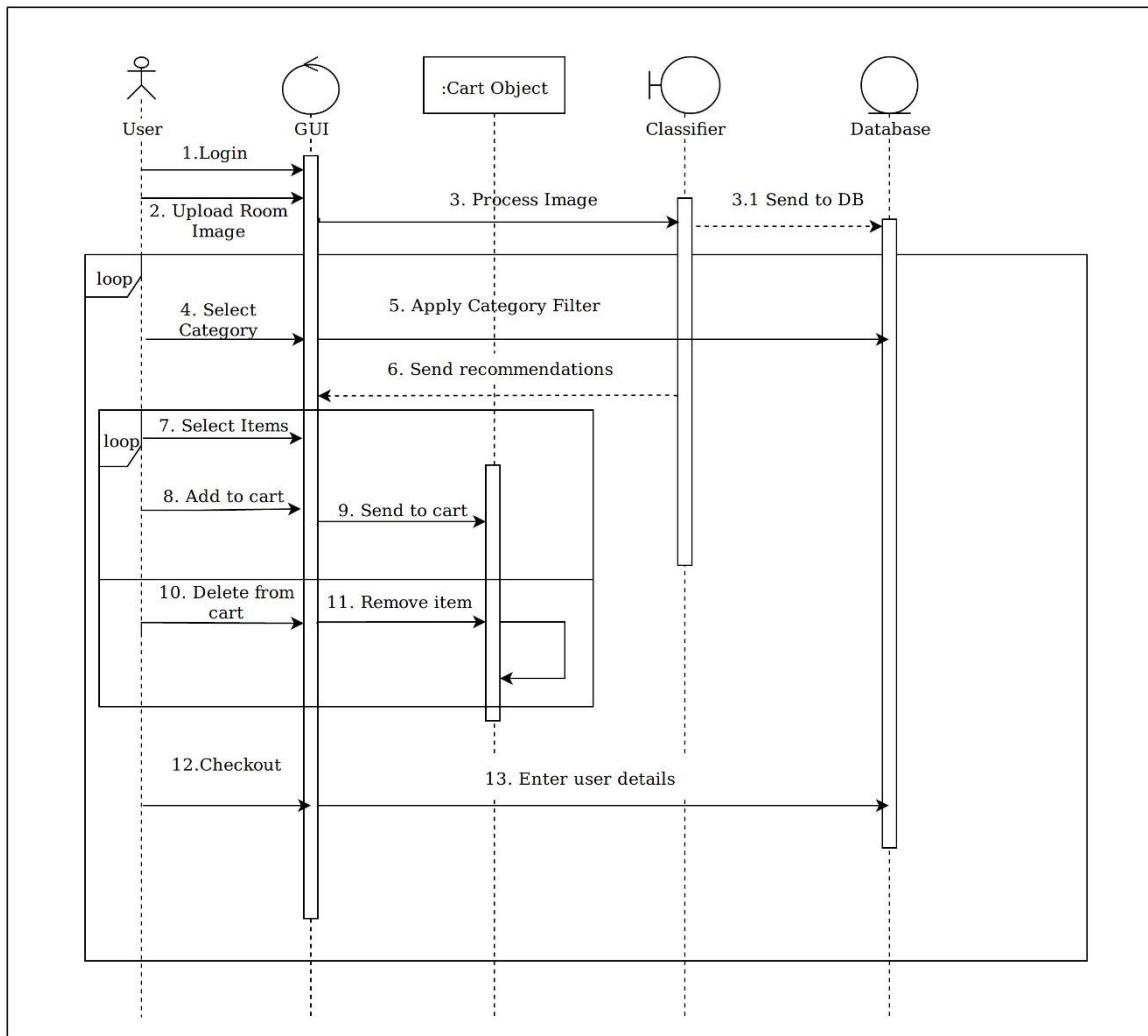 :Cart Object
User
GUI
Classifier
Database
1.Login
2. Upload Room
Image
3. Process Image
3.1 Send to DB
loop
4. Select
Category
5. Apply Category Filter
6. Send recommendations
loop
7. Select Items
8. Add to cart
9. Send to cart
10. Delete from
cart
11. Remove item
12.Checkout
13. Enter user details